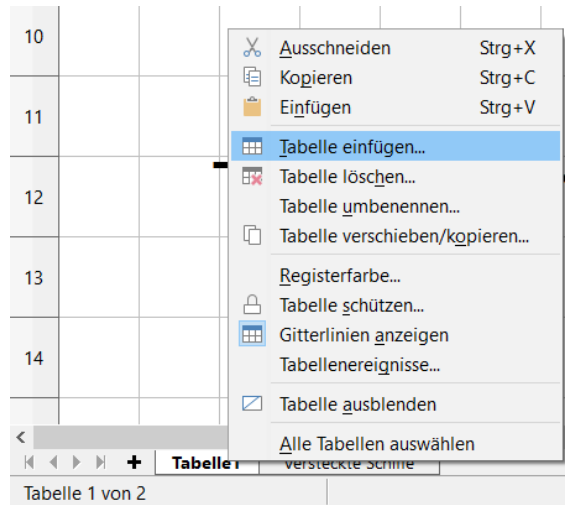 10
11
12
13
14
Ausschneiden Strg+X
Kopieren Strg+C
Einfügen Strg+V
Tabelle einfügen...
Tabelle löschen...
Tabelle umbenennen...
Tabelle verschieben/kopieren...
Registerfarbe...
Tabelle schützen...
Gitterlinien anzeigen
Tabellenereignisse...
Tabelle ausblenden
Alle Tabellen auswählen
Tabelle1 Versteckte Schiffe
Tabelle 1 von 2